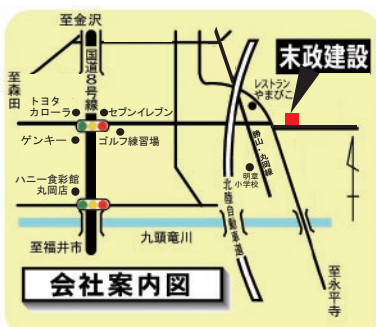 至金沢
末政建設
国道8号線
至森田
レストラン
やまびこ
トヨタ
カローラ
セブンイレブン
ゲンキー
ゴルフ練習場
勝山・丸岡線
明章
小学校
ハニー食彩館
丸岡店
北陸自動車道
至福井市
九頭竜川
会社案内図
至永平寺